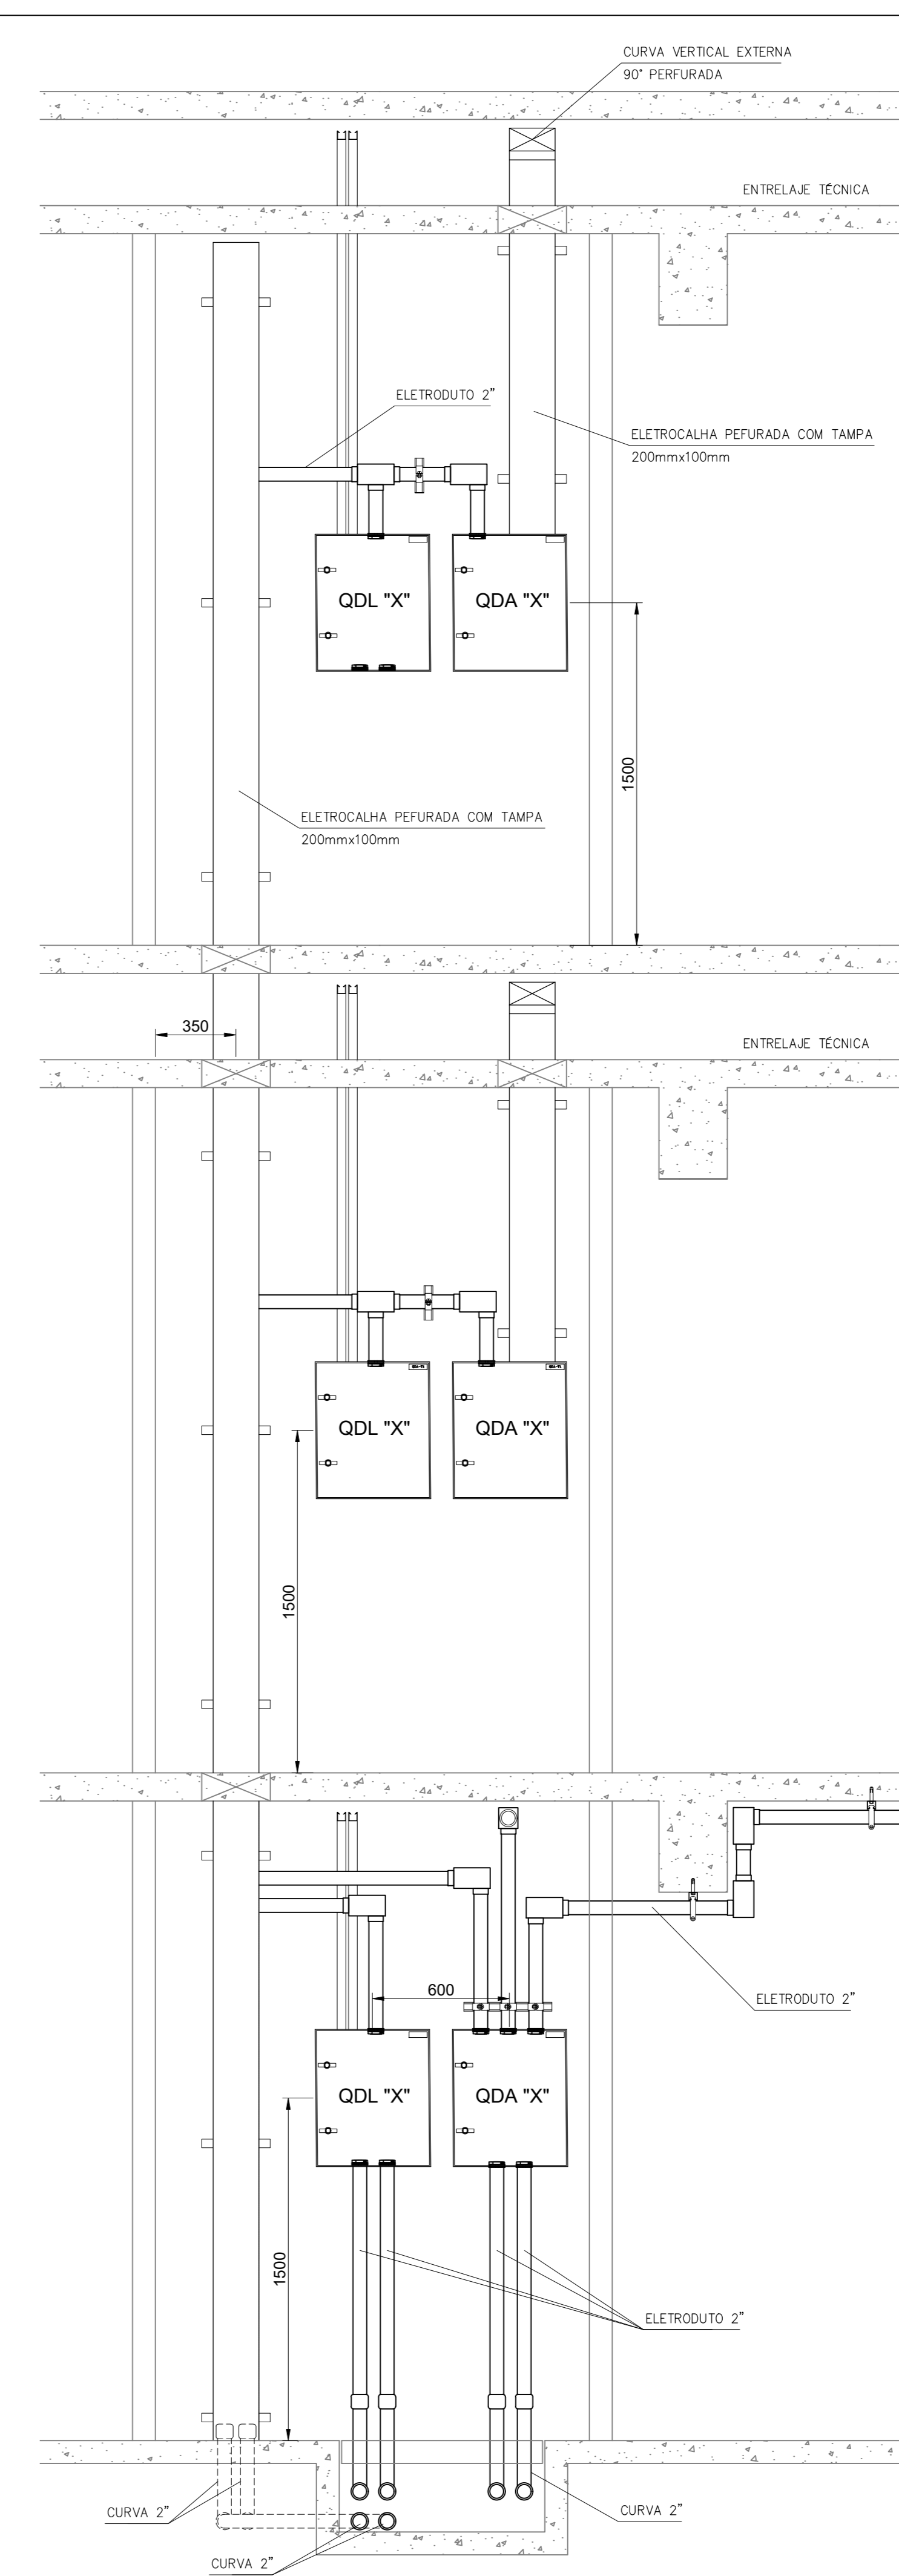 CURVA VERTICAL EXTERNA
90° PERFURADA
ENTRELAJE TÉCNICA
ELETRODUTO 2"
ELETROCALHA PEFURADA COM TAMPA
200mmx100mm
QDL "X"
QDA "X"
1500
ELETROCALHA PEFURADA COM TAMPA
200mmx100mm
350
ENTRELAJE TÉCNICA
QDL "X"
QDA "X"
1500
600
ELETRODUTO 2"
QDL "X"
QDA "X"
1500
ELETRODUTO 2"
CURVA 2"
CURVA 2"
CURVA 2"